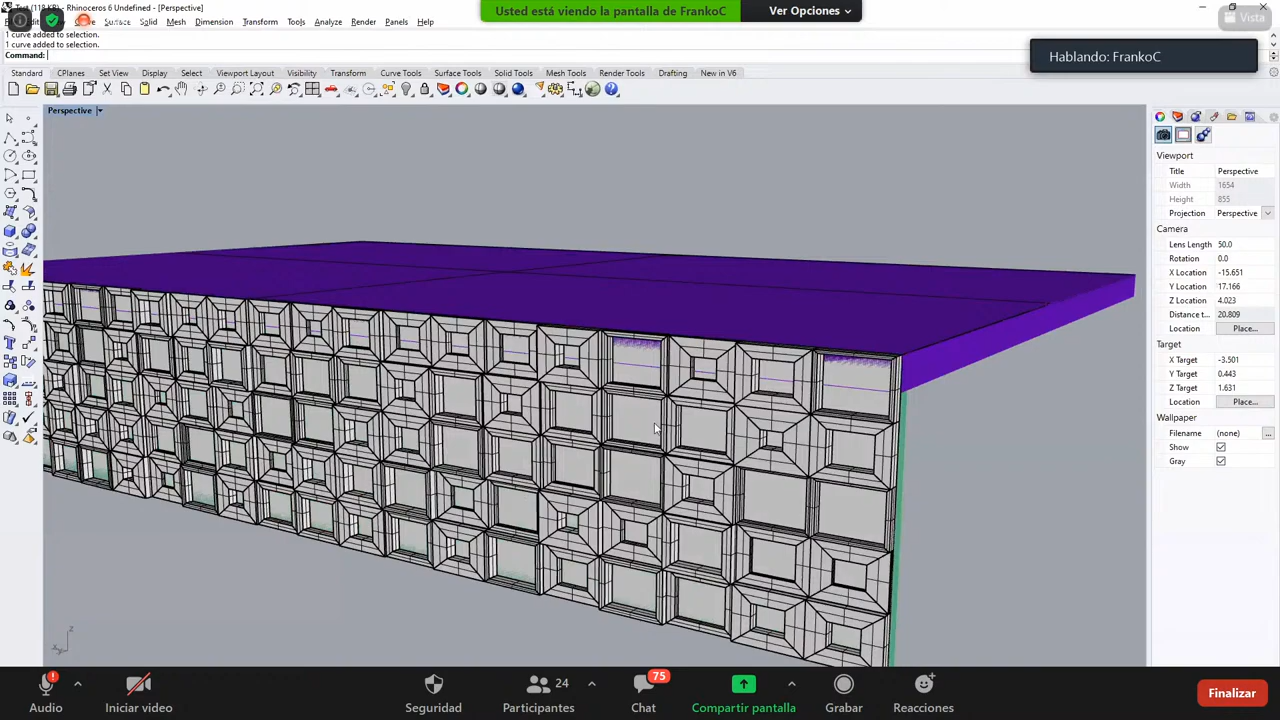 Test (118 KB) - Rhinoceros 6 Undefined - [Perspective]
Usted está viendo la pantalla de FrankoC
Ver Opciones
Vista
Surface Solid Mesh Dimension Transform Tools Analyze Render Panels Help
1 curve added to selection.
1 curve added to selection.
Command:
Hablando: FrankoC
Standard CPlanes Set View Display Select Viewport Layout Visibility Transform Curve Tools Surface Tools Solid Tools Mesh Tools Render Tools Drafting New in V6
Perspective
Viewport
Title Perspective
Width 1654
Height 855
Projection Perspective
Camera
Lens Length 50.0
Rotation 0.0
X Location -15.651
Y Location 17.166
Z Location 4.023
Distance t... 20.809
Location Place...
Target
X Target -3.501
Y Target 0.443
Z Target 1.631
Location Place...
Wallpaper
Filename (none) ...
Show
Gray
z
x
y
75
24
Audio
Iniciar video
Seguridad
Participantes
Chat
Compartir pantalla
Grabar
Reacciones
Finalizar